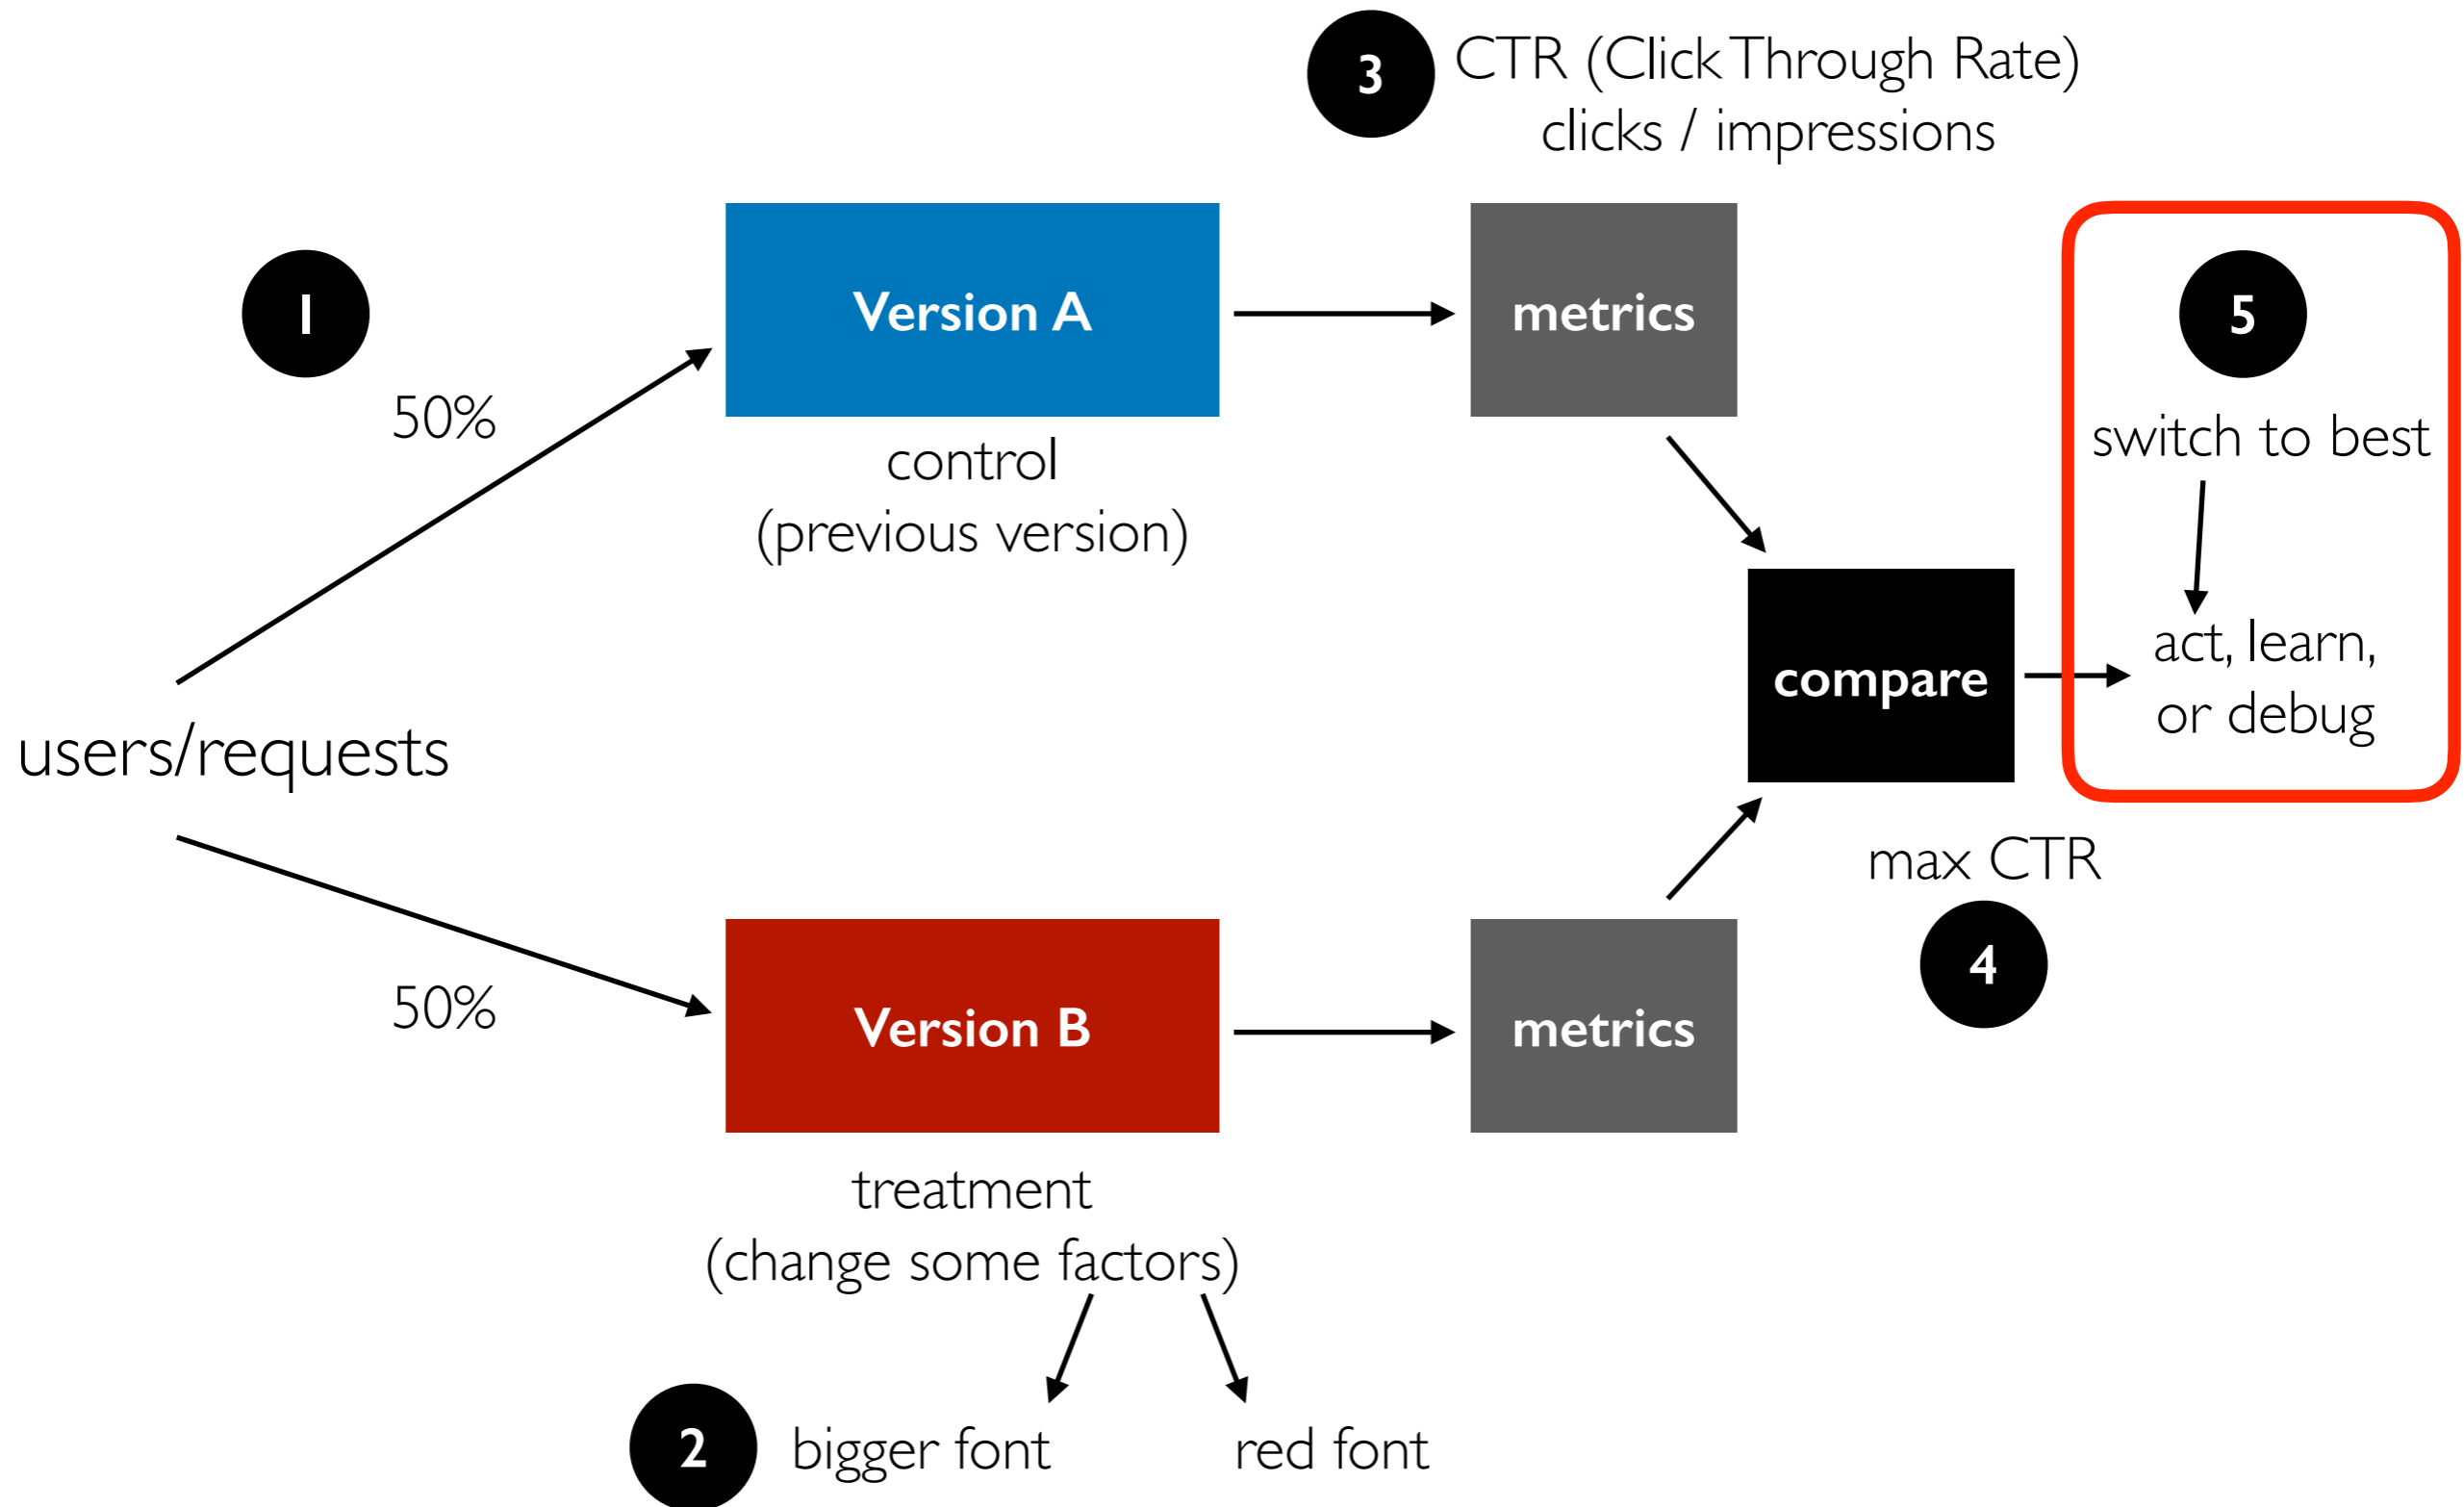 3
CTR (Click Through Rate)
clicks / impressions
1
50%
Version A
metrics
control
(previous version)
5
switch to best
act, learn,
or debug
compare
users/requests
max CTR
4
50%
Version B
metrics
treatment
(change some factors)
2
bigger font
red font